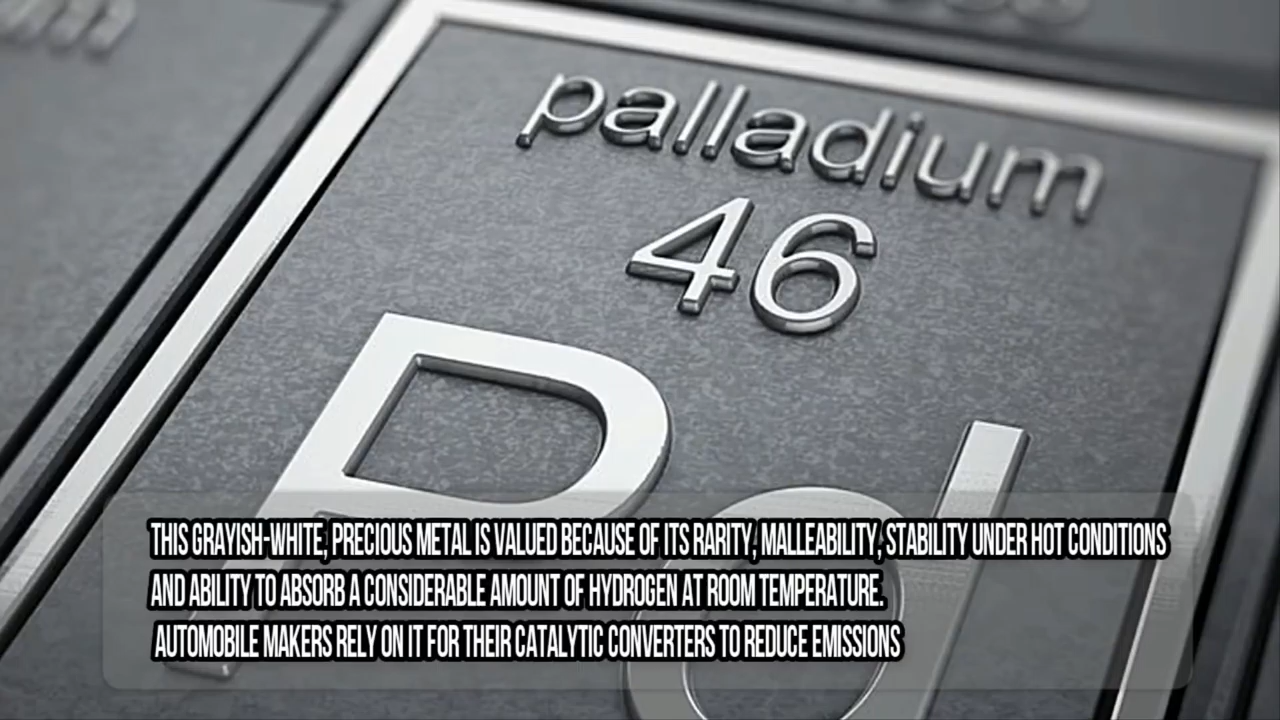 palladium
46
Pd
THIS GRAYISH-WHITE, PRECIOUS METAL IS VALUED BECAUSE OF ITS RARITY, MALLEABILITY, STABILITY UNDER HOT CONDITIONS
AND ABILITY TO ABSORB A CONSIDERABLE AMOUNT OF HYDROGEN AT ROOM TEMPERATURE.
AUTOMOBILE MAKERS RELY ON IT FOR THEIR CATALYTIC CONVERTERS TO REDUCE EMISSIONS